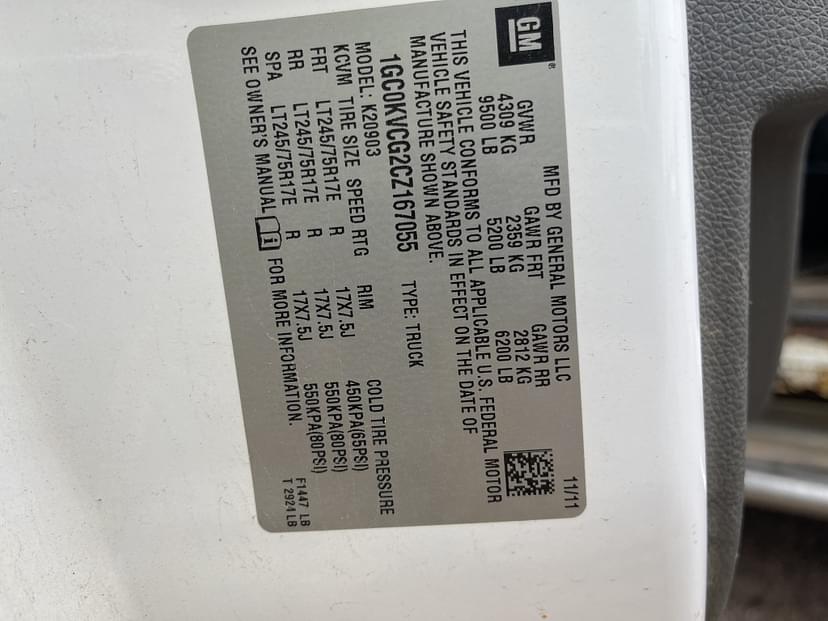 GM ®
MFD BY GENERAL MOTORS LLC 11/11
GVWR GAWR FRT GAWR RR
4309 KG 2359 KG 2812 KG
9500 LB 5200 LB 6200 LB
THIS VEHICLE CONFORMS TO ALL APPLICABLE U.S. FEDERAL MOTOR
VEHICLE SAFETY STANDARDS IN EFFECT ON THE DATE OF
MANUFACTURE SHOWN ABOVE.
1GC0KVCG2CZ167055 TYPE: TRUCK
MODEL: K20903
KCVM TIRE SIZE SPEED RTG RIM COLD TIRE PRESSURE
FRT LT245/75R17E R 17X7.5J 450KPA(65PSI)
RR LT245/75R17E R 17X7.5J 550KPA(80PSI)
SPA LT245/75R17E R 17X7.5J 550KPA(80PSI)
SEE OWNER'S MANUAL FOR MORE INFORMATION.
F1447 LB
T 2924 LB